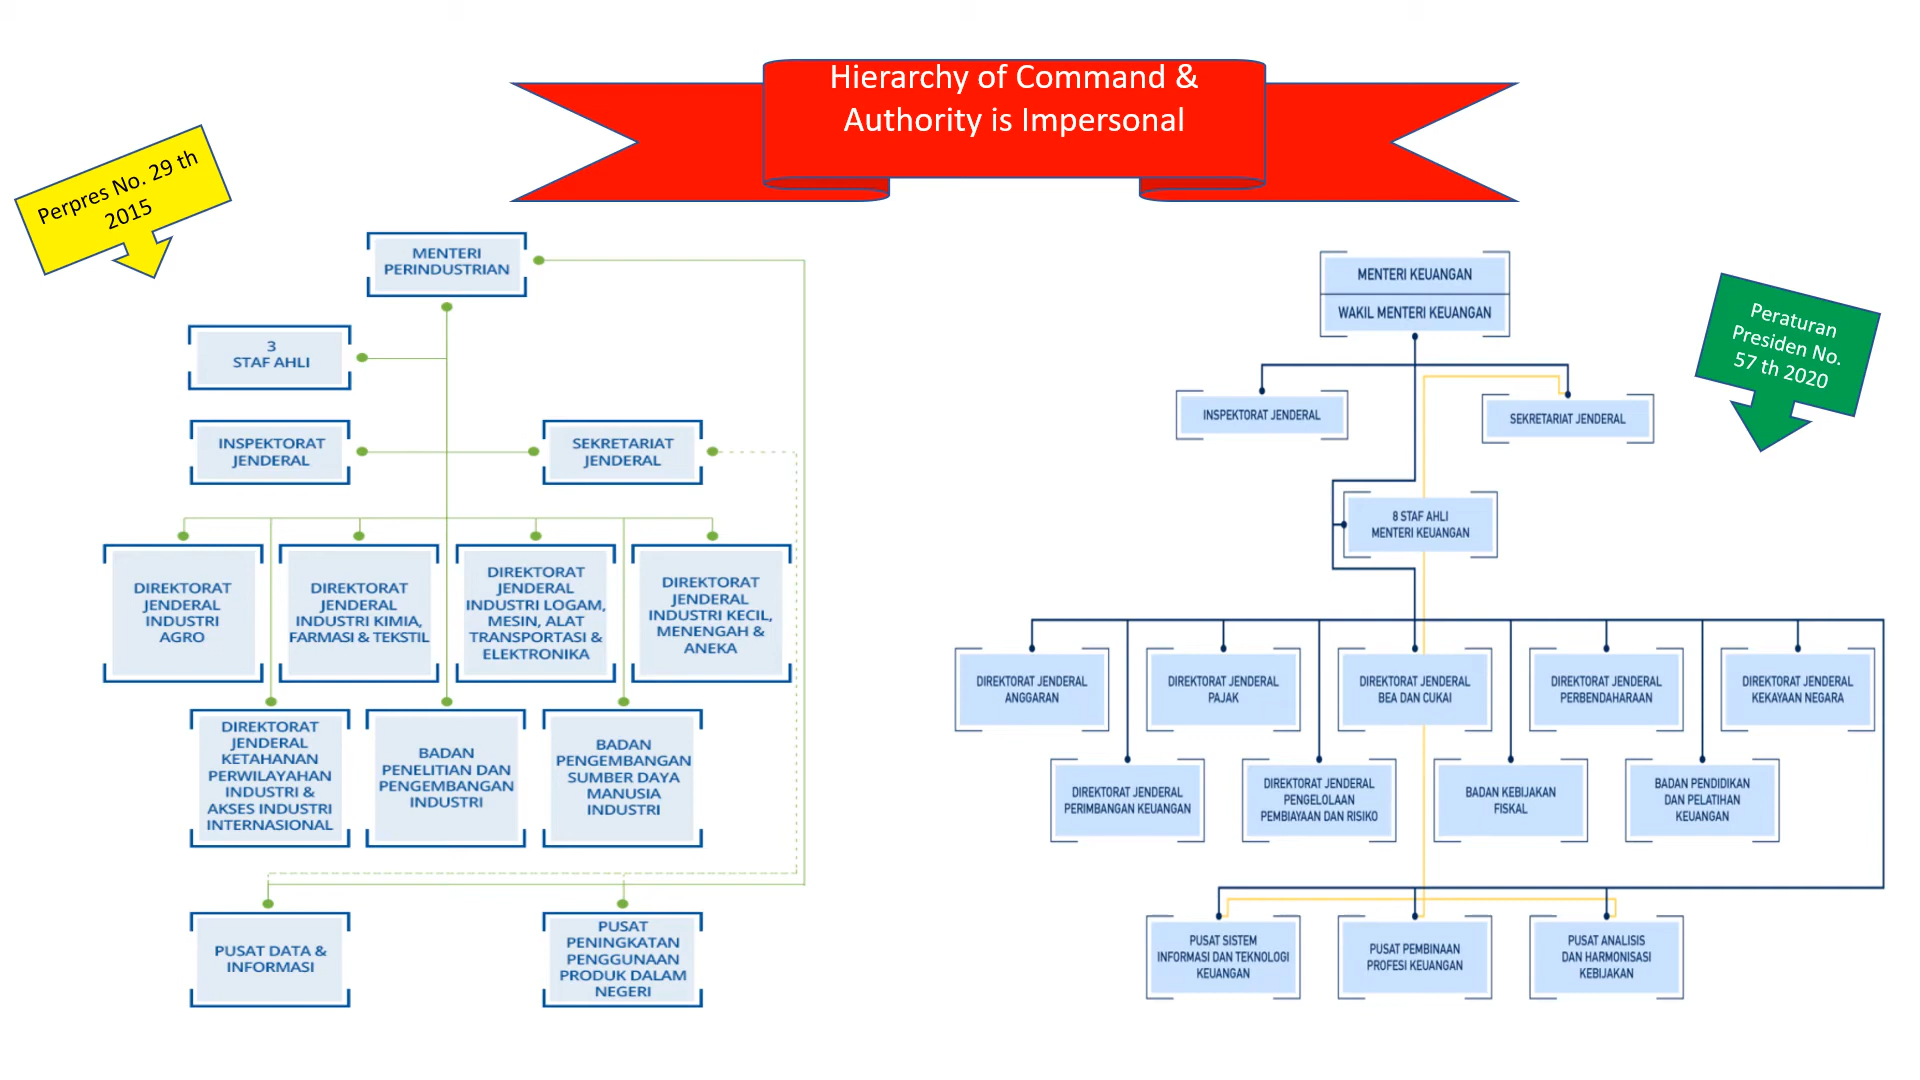 Hierarchy of Command &
Authority is Impersonal
Perpres No. 29 th
2015
MENTERI
PERINDUSTRIAN
3
STAF AHLI
INSPEKTORAT
JENDERAL
SEKRETARIAT
JENDERAL
DIREKTORAT
JENDERAL
INDUSTRI
AGRO
DIREKTORAT
JENDERAL
INDUSTRI KIMIA,
FARMASI & TEKSTIL
DIREKTORAT
JENDERAL
INDUSTRI LOGAM,
MESIN, ALAT
TRANSPORTASI &
ELEKTRONIKA
DIREKTORAT
JENDERAL
INDUSTRI KECIL,
MENENGAH &
ANEKA
DIREKTORAT
JENDERAL
KETAHANAN
PERWILAYAHAN
INDUSTRI &
AKSES INDUSTRI
INTERNASIONAL
BADAN
PENELITIAN DAN
PENGEMBANGAN
INDUSTRI
BADAN
PENGEMBANGAN
SUMBER DAYA
MANUSIA
INDUSTRI
PUSAT DATA &
INFORMASI
PUSAT
PENINGKATAN
PENGGUNAAN
PRODUK DALAM
NEGERI
Peraturan
Presiden No.
57 th 2020
MENTERI KEUANGAN
WAKIL MENTERI KEUANGAN
INSPEKTORAT JENDERAL
SEKRETARIAT JENDERAL
8 STAF AHLI
MENTERI KEUANGAN
DIREKTORAT JENDERAL
ANGGARAN
DIREKTORAT JENDERAL
PAJAK
DIREKTORAT JENDERAL
BEA DAN CUKAI
DIREKTORAT JENDERAL
PERBENDAHARAAN
DIREKTORAT JENDERAL
KEKAYAAN NEGARA
DIREKTORAT JENDERAL
PERIMBANGAN KEUANGAN
DIREKTORAT JENDERAL
PENGELOLAAN
PEMBIAYAAN DAN RISIKO
BADAN KEBIJAKAN
FISKAL
BADAN PENDIDIKAN
DAN PELATIHAN
KEUANGAN
PUSAT SISTEM
INFORMASI DAN TEKNOLOGI
KEUANGAN
PUSAT PEMBINAAN
PROFESI KEUANGAN
PUSAT ANALISIS
DAN HARMONISASI
KEBIJAKAN